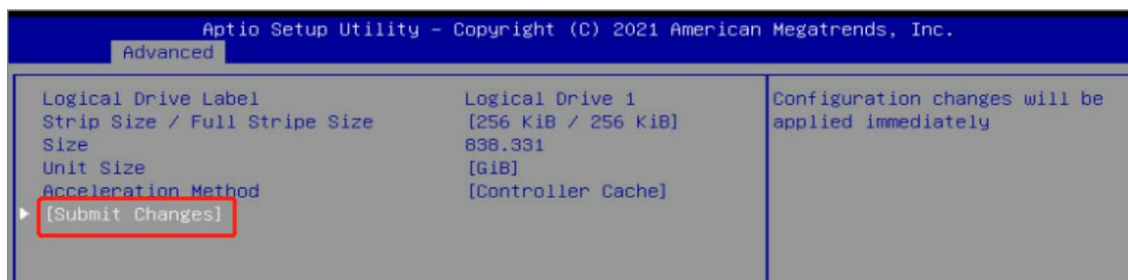 Aptio Setup Utility – Copyright (C) 2021 American Megatrends, Inc.
Advanced
Logical Drive Label Logical Drive 1
Strip Size / Full Stripe Size [256 KiB / 256 KiB]
Size 838.331
Unit Size [GiB]
Acceleration Method [Controller Cache]
[Submit Changes]
Configuration changes will be
applied immediately